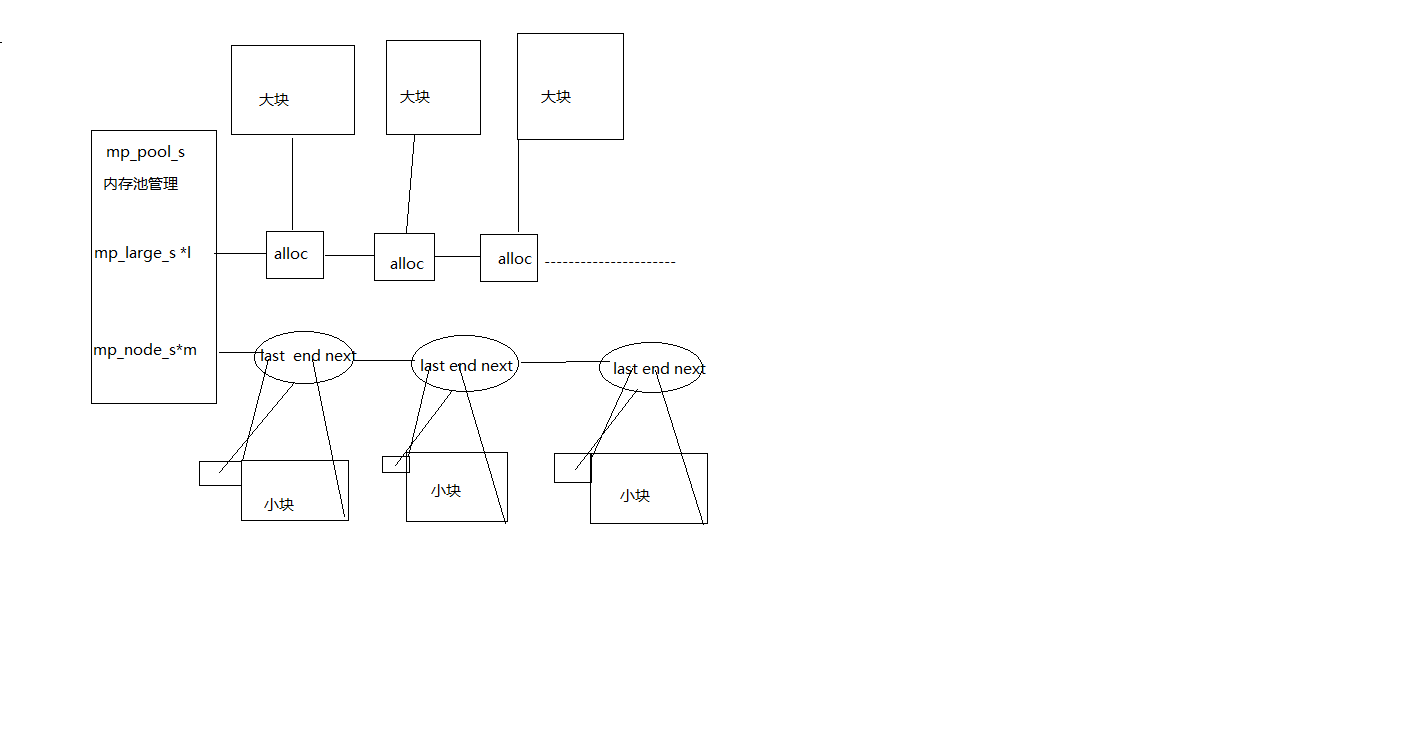 大块
大块
大块
mp_pool_s
内存池管理
mp_large_s *l
alloc
alloc
alloc
mp_node_s*m
last end next
last end next
last end next
小块
小块
小块